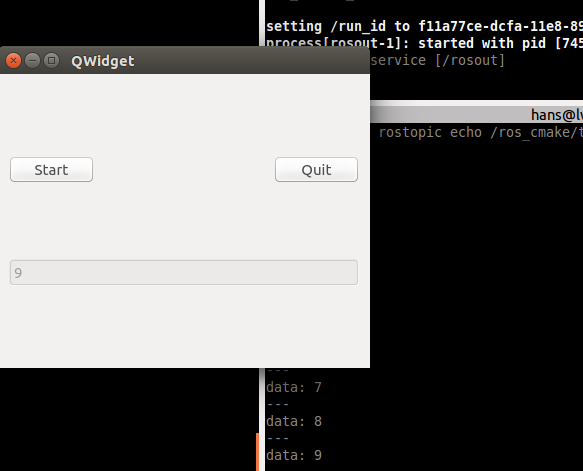 setting /run_id to f11a77ce-dcfa-11e8-89
process[rosout-1]: started with pid [745
service [/rosout]
QWidget
hans@lw
rostopic echo /ros_cmake/t
Start
Quit
9
---
data: 7
---
data: 8
---
data: 9